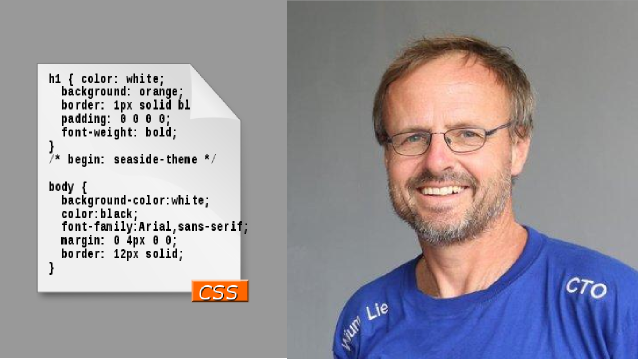 h1 { color: white;
background: orange;
border: 1px solid bl
padding: 0 0 0 0;
font-weight: bold;
}
/* begin: seaside-theme */
body {
background-color:white;
color:black;
font-family:Arial,sans-serif;
margin: 0 4px 0 0;
border: 12px solid;
}
CSS
Wium Lie
CTO